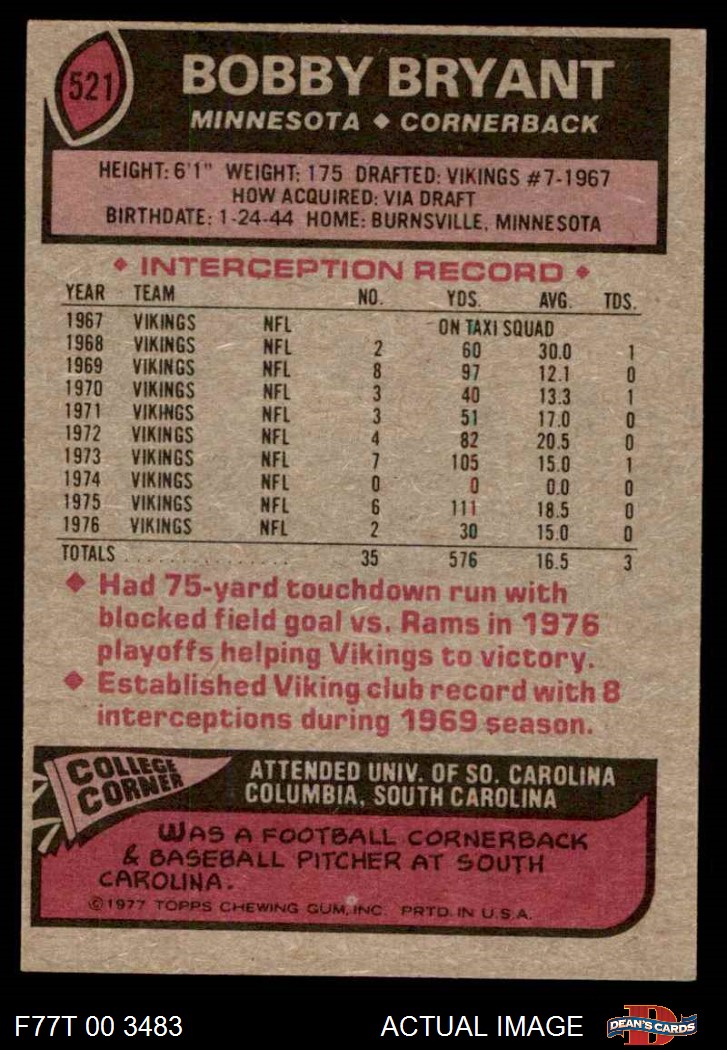 521
BOBBY BRYANT
MINNESOTA ♦ CORNERBACK
HEIGHT: 6'1" WEIGHT: 175 DRAFTED: VIKINGS #7-1967
HOW ACQUIRED: VIA DRAFT
BIRTHDATE: 1-24-44 HOME: BURNSVILLE, MINNESOTA
♦ INTERCEPTION RECORD ♦
YEAR TEAM NO. YDS. AVG. TDS.
1967 VIKINGS NFL ON TAXI SQUAD
1968 VIKINGS NFL 2 60 30.0 1
1969 VIKINGS NFL 8 97 12.1 0
1970 VIKINGS NFL 3 40 13.3 1
1971 VIKINGS NFL 3 51 17.0 0
1972 VIKINGS NFL 4 82 20.5 0
1973 VIKINGS NFL 7 105 15.0 1
1974 VIKINGS NFL 0 0 0.0 0
1975 VIKINGS NFL 6 111 18.5 0
1976 VIKINGS NFL 2 30 15.0 0
TOTALS . . . . . . . . . . . . . . . . 35 576 16.5 3
♦ Had 75-yard touchdown run with
blocked field goal vs. Rams in 1976
playoffs helping Vikings to victory.
♦ Established Viking club record with 8
interceptions during 1969 season.
COLLEGE
CORNER
ATTENDED UNIV. OF SO. CAROLINA
COLUMBIA, SOUTH CAROLINA
WAS A FOOTBALL CORNERBACK
& BASEBALL PITCHER AT SOUTH
CAROLINA.
©1977 TOPPS CHEWING GUM, INC. PRTD. IN U.S.A.
F77T 00 3483 ACTUAL IMAGE
D
DEAN'S CARDS